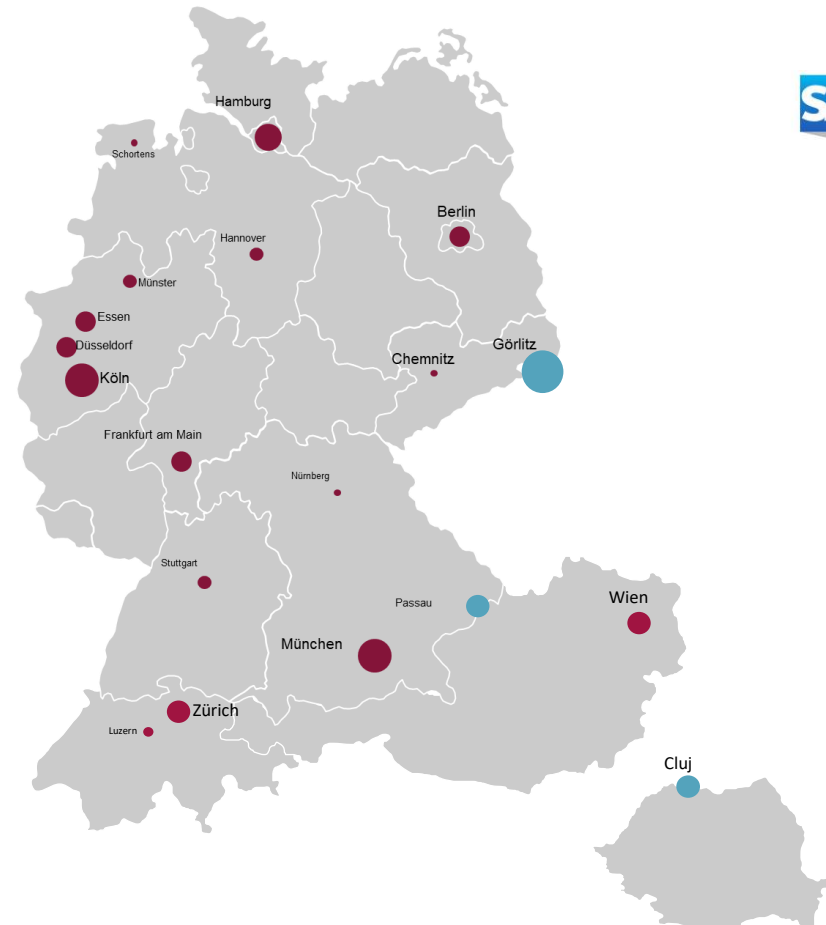 Hamburg
Schortens
Berlin
Hannover
Münster
Essen
Görlitz
Düsseldorf
Chemnitz
Köln
Frankfurt am Main
Nürnberg
Stuttgart
Wien
Passau
München
Zürich
Luzern
Cluj